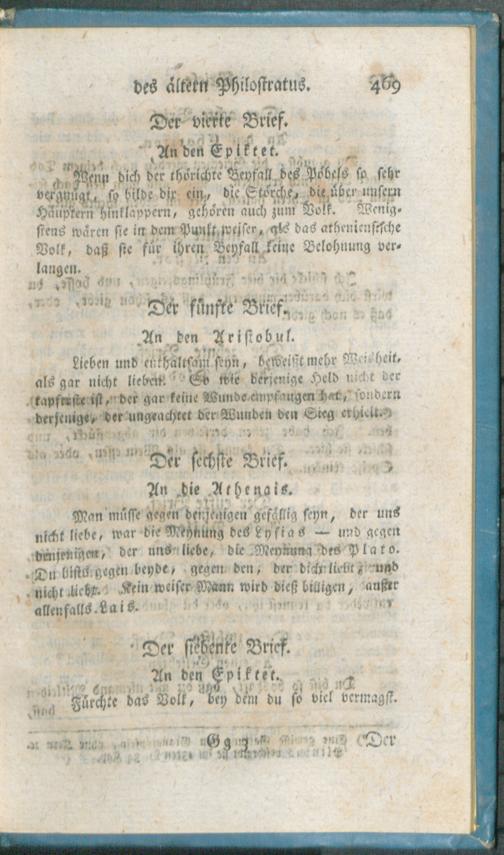 des ältern Philostratus. 469
Der vierte Brief.
An den Epiktet.
Wenn dich der thörichte Beyfall des Pöbels so sehr
vergnügt, so bilde dir ein, die Störche, die über unsern
Häuptern hinklappern, gehören auch zum Volk. Wenig-
stens wären sie in dem Punkt weiser, als das atheniensische
Volk, daß sie für ihren Beyfall keine Belohnung ver-
langen.
Der fünfte Brief.
An den Aristobul.
Lieben und enthaltsam seyn, beweißt mehr Weisheit,
als gar nicht lieben. So wie derjenige Held nicht der
tapferste ist, der gar keine Wunde empfangen hat, sondern
derjenige, der ungeachtet der Wunden den Sieg erhielt.
Der sechste Brief.
An die Athenais.
Man müsse gegen denjenigen gefällig seyn, der uns
nicht liebe, war die Meynung des Lysias — und gegen
denjenigen, der uns liebe, die Meynung des Plato.
Du bists gegen beyde, gegen den, der dich liebt und
nicht liebt. Kein weiser Mann wird dieß billigen, außer
allenfalls Lais.
Der siebente Brief.
An den Epiktet.
Fürchte das Volk, bey dem du so viel vermagst.
Gg 3 Der